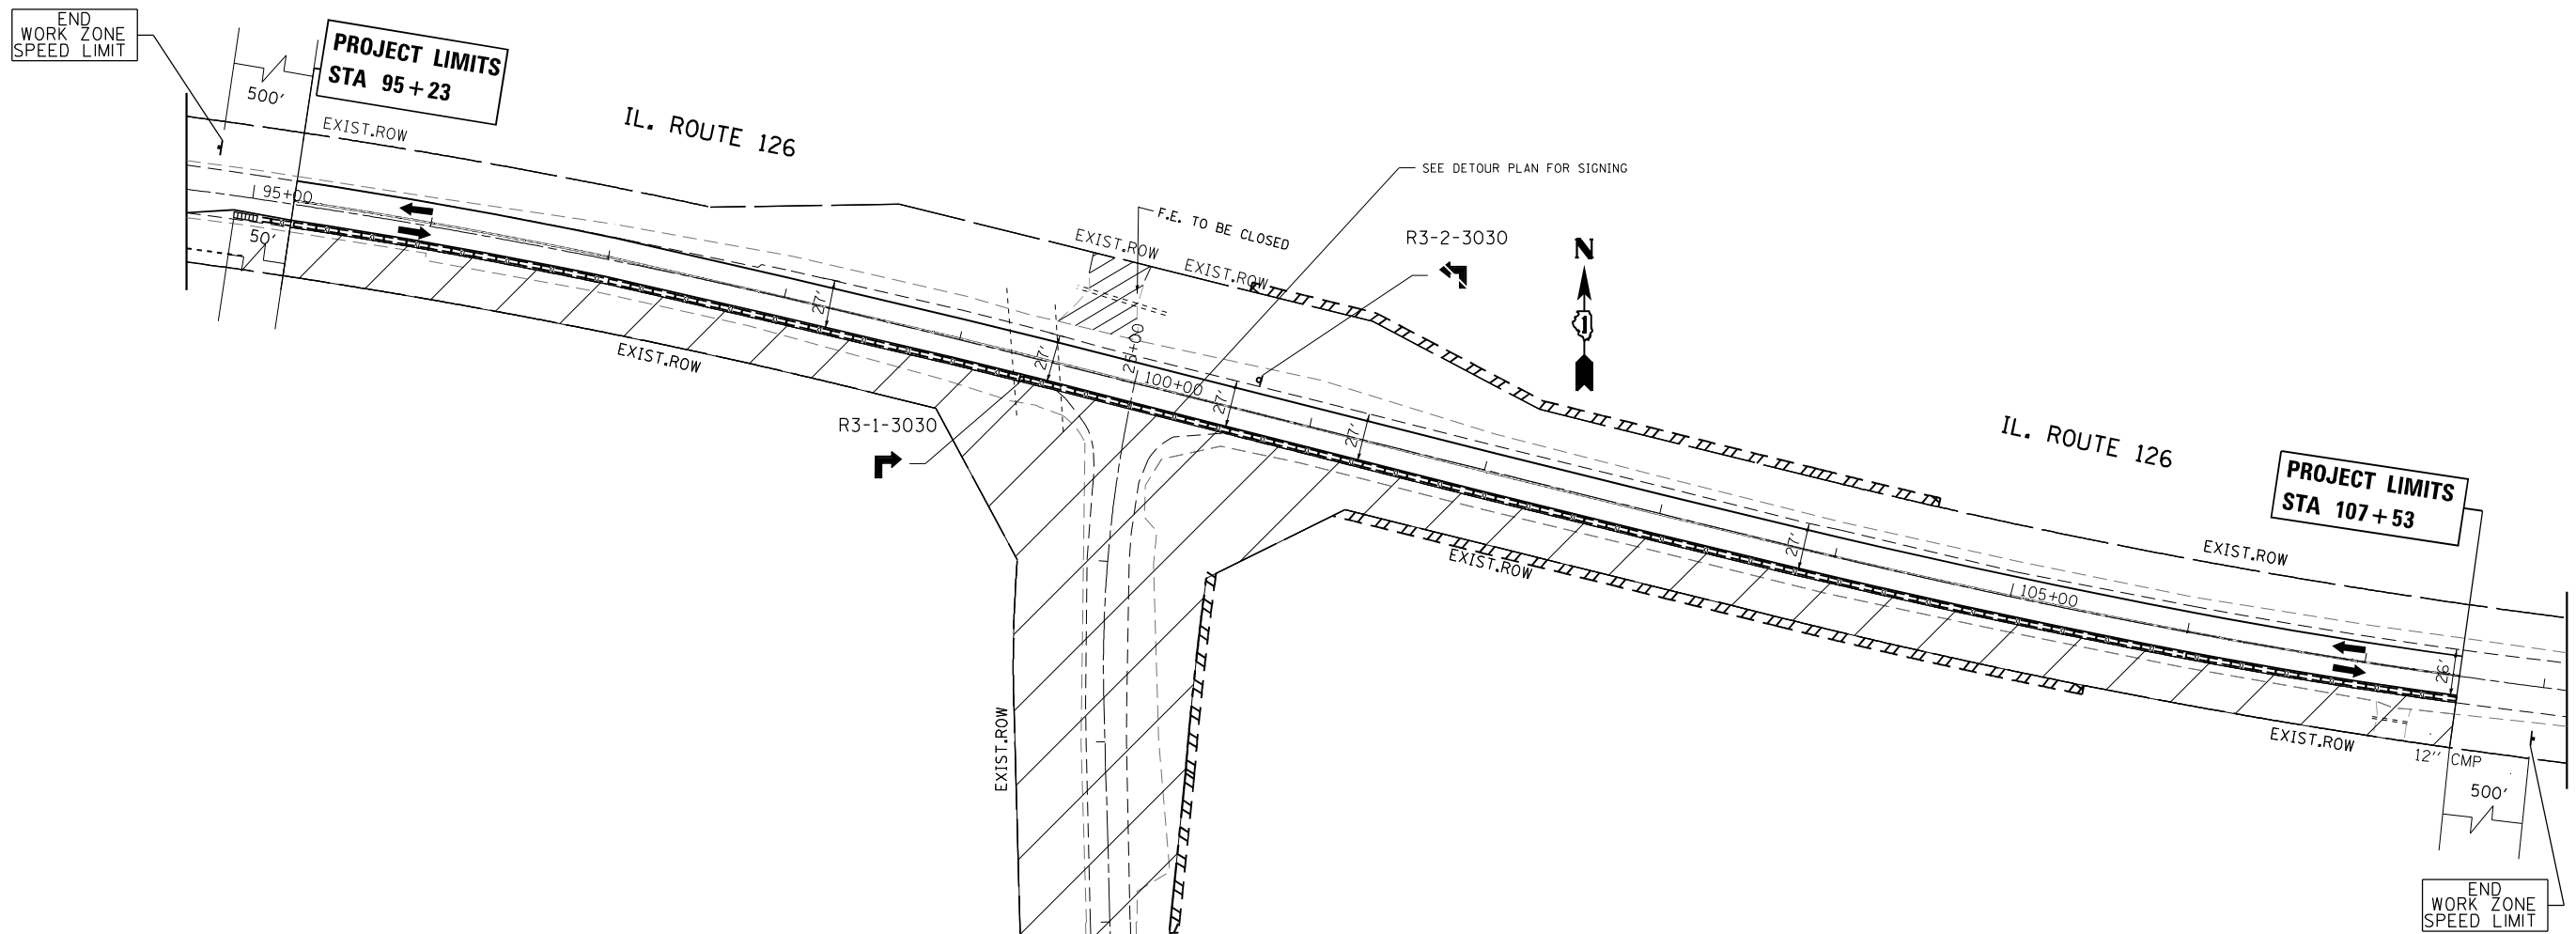 END
WORK ZONE
SPEED LIMIT
PROJECT LIMITS
STA 95+23
500'
EXIST.ROW
IL. ROUTE 126
SEE DETOUR PLAN FOR SIGNING
95+00
50'
F.E. TO BE CLOSED
EXIST.ROW
EXIST.ROW
R3-2-3030
N
1
27'
27'
25+00
100+00
27'
27'
EXIST.ROW
R3-1-3030
IL. ROUTE 126
PROJECT LIMITS
STA 107+53
27'
EXIST.ROW
EXIST.ROW
105+00
26'
EXIST.ROW
EXIST.ROW
12" CMP
500'
END
WORK ZONE
SPEED LIMIT